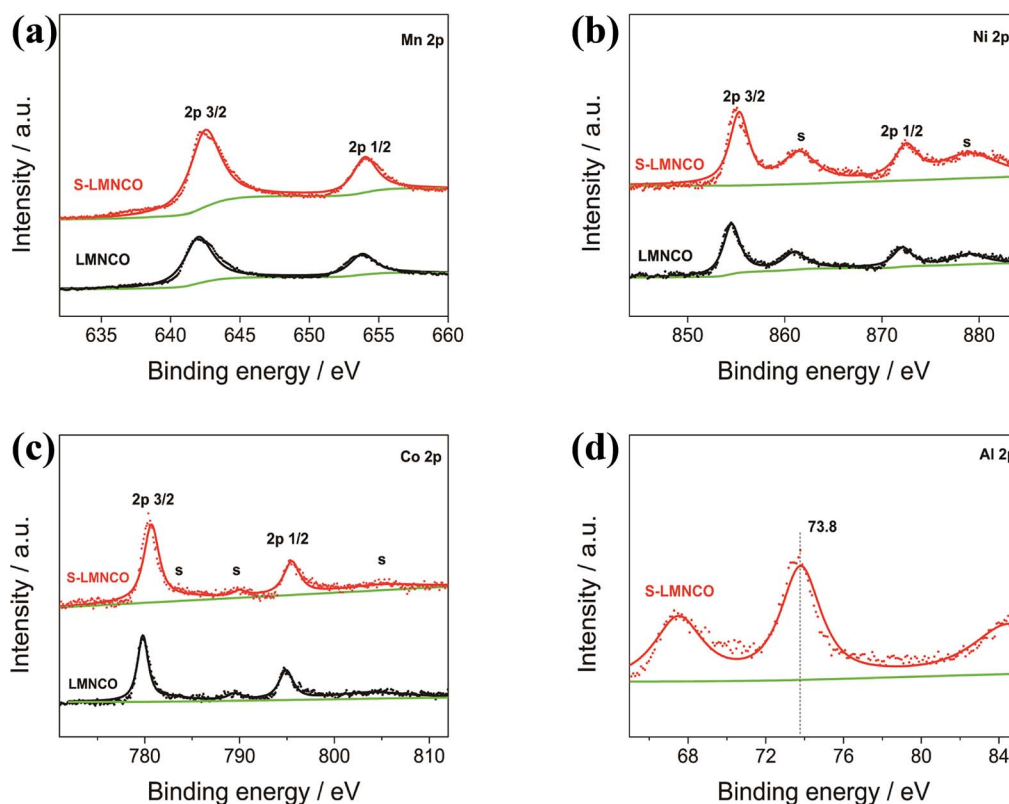 (a)
Mn 2p
2p 3/2
2p 1/2
S-LMNCO
LMNCO
Intensity / a.u.
635 640 645 650 655 660
Binding energy / eV
(b)
Ni 2p
2p 3/2
s
2p 1/2
s
S-LMNCO
LMNCO
Intensity / a.u.
850 860 870 880
Binding energy / eV
(c)
Co 2p
2p 3/2
s
s
2p 1/2
s
S-LMNCO
LMNCO
Intensity / a.u.
780 790 800 810
Binding energy / eV
(d)
Al 2p
73.8
S-LMNCO
Intensity / a.u.
68 72 76 80 84
Binding energy / eV